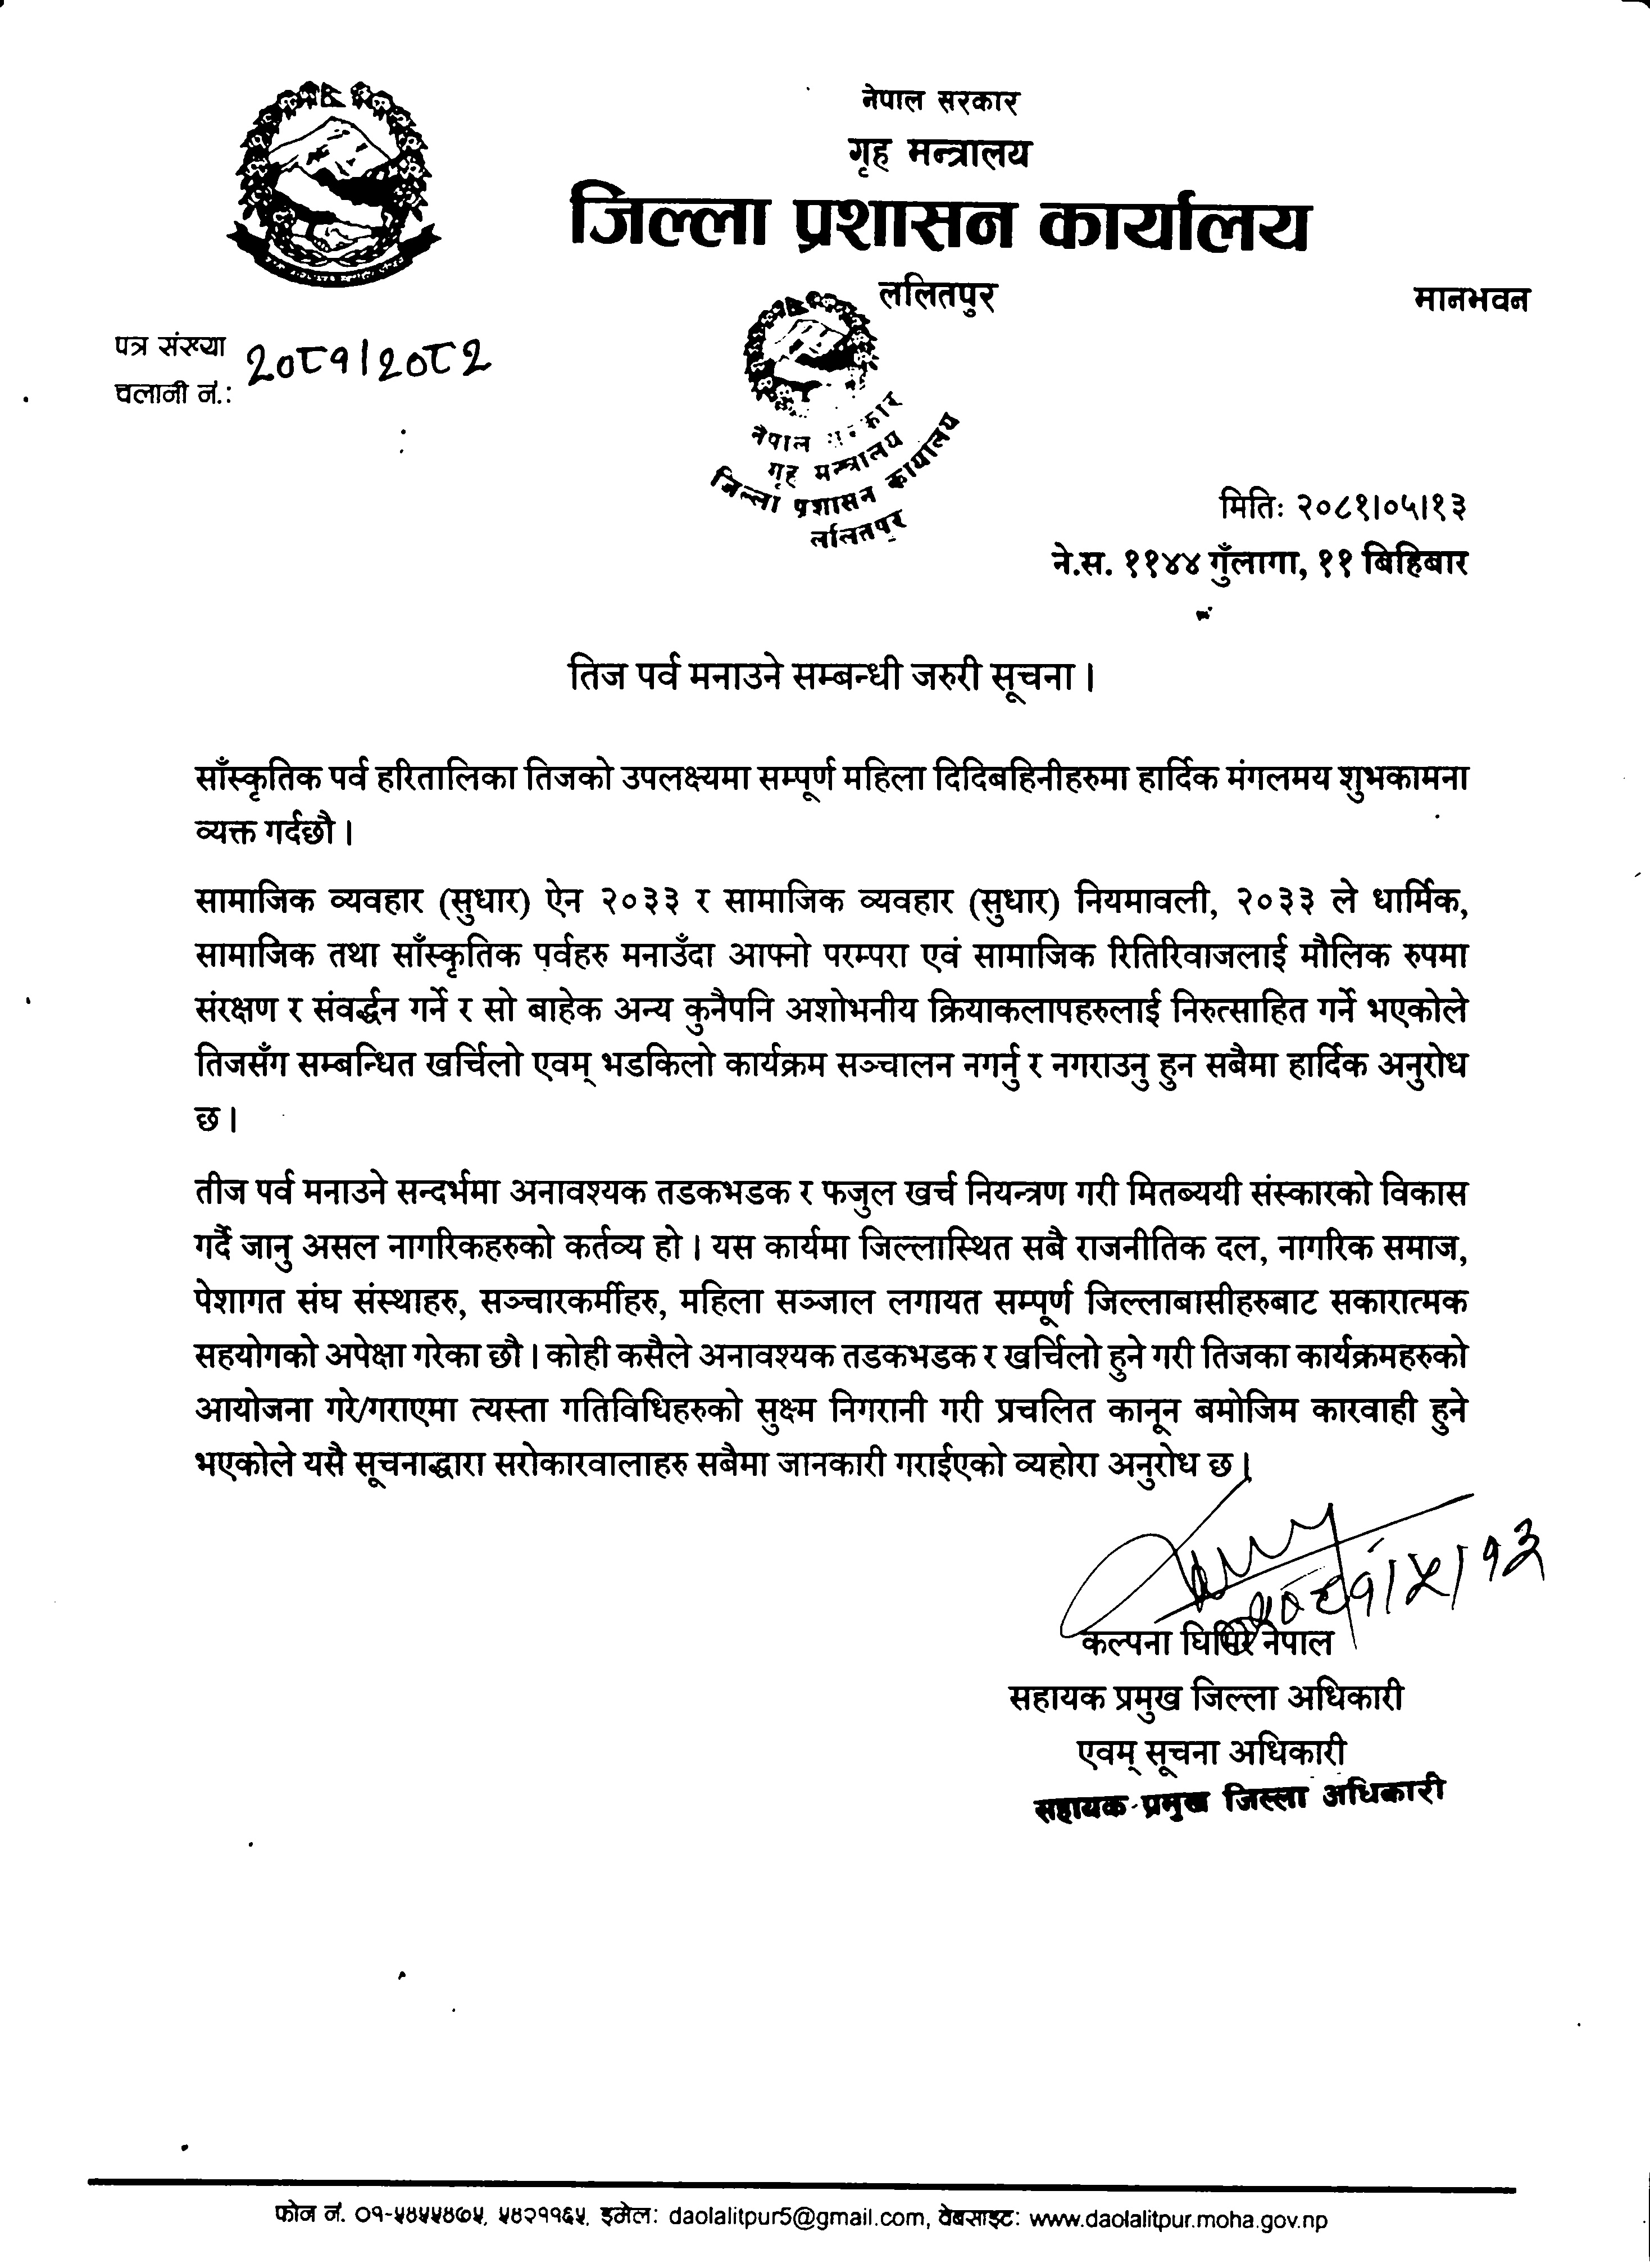 नेपाल सरकार
गृह मन्त्रालय
जिल्ला प्रशासन कार्यालय
ललितपुर
मानभवन
पत्र संख्या २०८१/२०८२
चलानी नं.:
नेपाल सरकार
गृह मन्त्रालय
जिल्ला प्रशासन कार्यालय
ललितपुर
मितिः २०८१।०५।१३
ने.स. ११४४ गुँलागा, ११ बिहिबार
तिज पर्व मनाउने सम्बन्धी जरुरी सूचना ।
साँस्कृतिक पर्व हरितालिका तिजको उपलक्ष्यमा सम्पूर्ण महिला दिदिबहिनीहरुमा हार्दिक मंगलमय शुभकामना
व्यक्त गर्दछौ ।
सामाजिक व्यवहार (सुधार) ऐन २०३३ र सामाजिक व्यवहार (सुधार) नियमावली, २०३३ ले धार्मिक,
सामाजिक तथा साँस्कृतिक पर्वहरु मनाउँदा आफ्नो परम्परा एवं सामाजिक रितिरिवाजलाई मौलिक रुपमा
संरक्षण र संवर्द्धन गर्ने र सो बाहेक अन्य कुनैपनि अशोभनीय क्रियाकलापहरुलाई निरुत्साहित गर्ने भएकोले
तिजसँग सम्बन्धित खर्चिलो एवम् भडकिलो कार्यक्रम सञ्चालन नगर्नु र नगराउनु हुन सबैमा हार्दिक अनुरोध
छ ।
तीज पर्व मनाउने सन्दर्भमा अनावश्यक तडकभडक र फजुल खर्च नियन्त्रण गरी मितब्ययी संस्कारको विकास
गर्दै जानु असल नागरिकहरुको कर्तव्य हो । यस कार्यमा जिल्लास्थित सबै राजनीतिक दल, नागरिक समाज,
पेशागत संघ संस्थाहरु, सञ्चारकर्मीहरु, महिला सञ्जाल लगायत सम्पूर्ण जिल्लाबासीहरुबाट सकारात्मक
सहयोगको अपेक्षा गरेका छौ । कोही कसैले अनावश्यक तडकभडक र खर्चिलो हुने गरी तिजका कार्यक्रमहरुको
आयोजना गरे/गराएमा त्यस्ता गतिविधिहरुको सुक्ष्म निगरानी गरी प्रचलित कानून बमोजिम कारवाही हुने
भएकोले यसै सूचनाद्धारा सरोकारवालाहरु सबैमा जानकारी गराईएको व्यहोरा अनुरोध छ ।
२०८१/५/१३
कल्पना घिमिरे नेपाल
सहायक प्रमुख जिल्ला अधिकारी
एवम् सूचना अधिकारी
सहायक प्रमुख जिल्ला अधिकारी
फोन नं. ०१-५४५५४७५, ५४२११६५, इमेल: daolalitpur5@gmail.com, वेबसाइट: www.daolalitpur.moha.gov.np